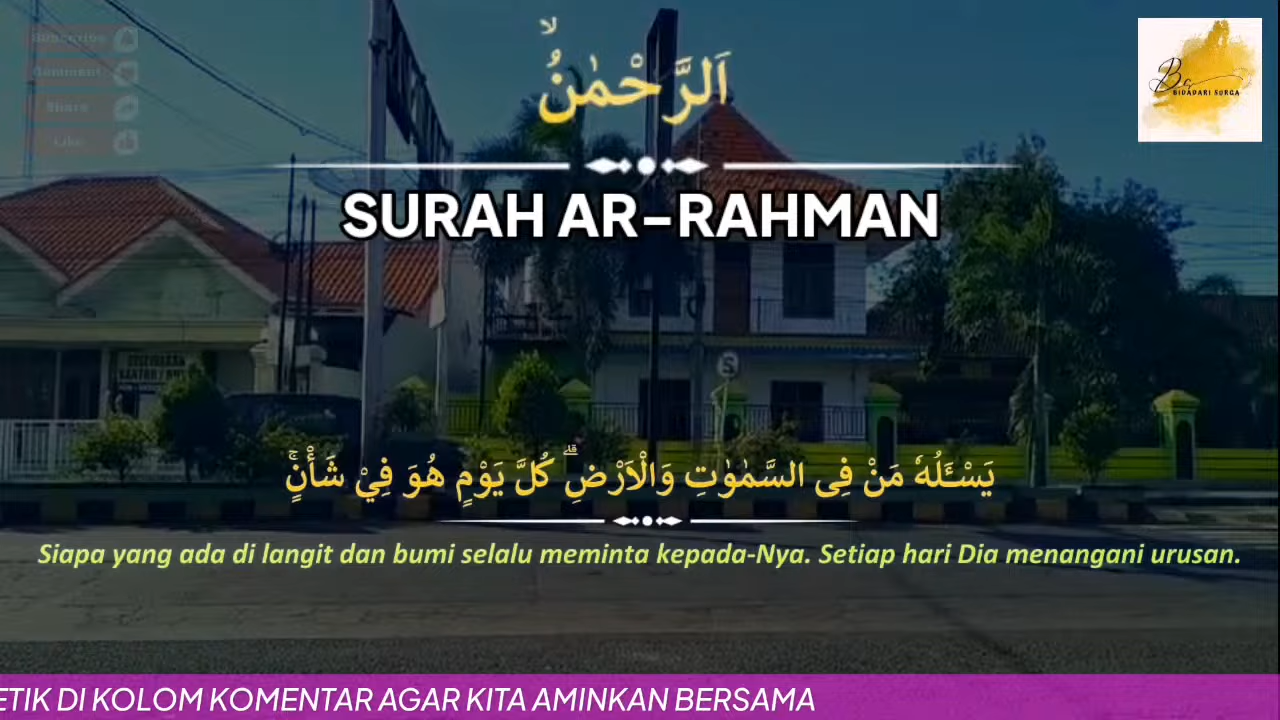 Subscribe
Comment
Share
Like
اَلرَّحْمٰنُۙ
BIDADARI SURGA
SURAH AR-RAHMAN
S
يَسْـَٔلُهٗ مَنْ فِى السَّمٰوٰتِ وَالْاَرْضِۗ كُلَّ يَوْمٍ هُوَ فِيْ شَأْنٍۚ
Siapa yang ada di langit dan bumi selalu meminta kepada-Nya. Setiap hari Dia menangani urusan.
ETIK DI KOLOM KOMENTAR AGAR KITA AMINKAN BERSAMA